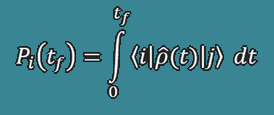 P_i(t_f) = ∫_0^{t_f} ⟨i|ρ̂(t)|j⟩ dt